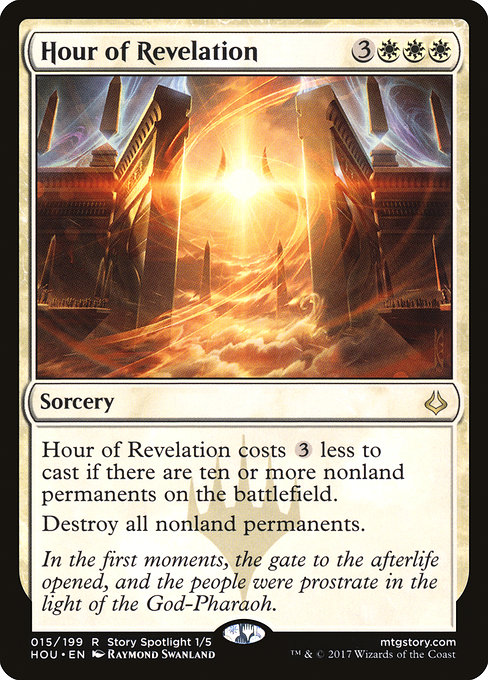 Hour of Revelation 3
Sorcery
Hour of Revelation costs 3 less to
cast if there are ten or more nonland
permanents on the battlefield.
Destroy all nonland permanents.
In the first moments, the gate to the afterlife
opened, and the people were prostrate in the
light of the God-Pharaoh.
015/199 R Story Spotlight 1/5
mtgstory.com
HOU • EN Raymond Swanland
™ & © 2017 Wizards of the Coast